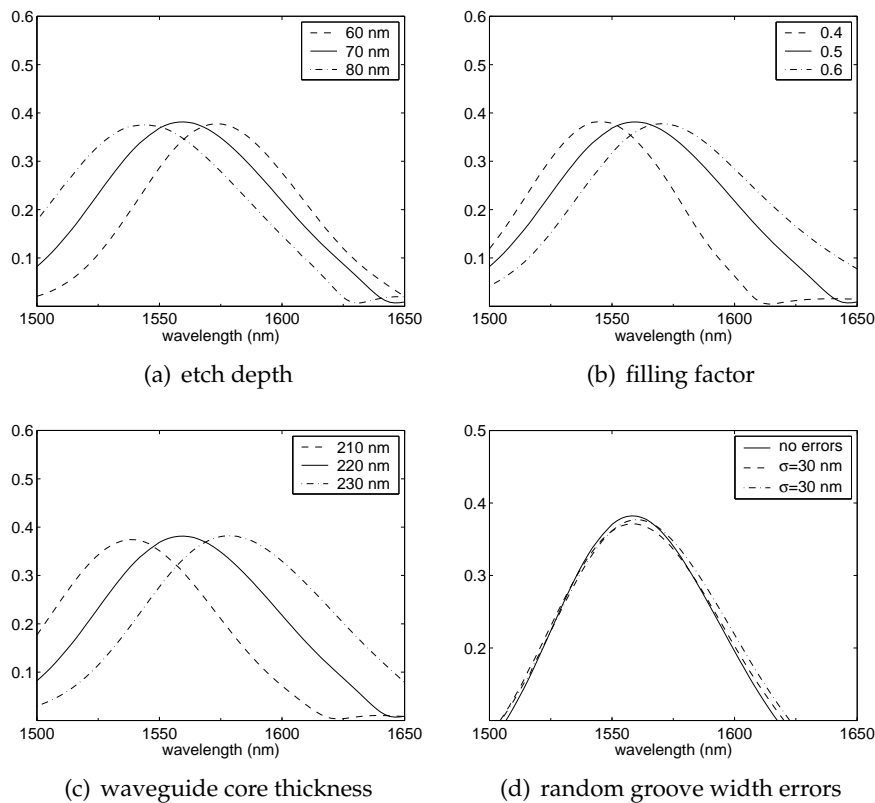 0.6
0.5
0.4
0.3
0.2
0.1
60 nm
70 nm
80 nm
1500 1550 1600 1650
wavelength (nm)
(a) etch depth
0.6
0.5
0.4
0.3
0.2
0.1
0.4
0.5
0.6
1500 1550 1600 1650
wavelength (nm)
(b) filling factor
0.6
0.5
0.4
0.3
0.2
0.1
210 nm
220 nm
230 nm
1500 1550 1600 1650
wavelength (nm)
(c) waveguide core thickness
0.5
0.4
0.3
0.2
no errors
σ=30 nm
σ=30 nm
1500 1550 1600 1650
wavelength (nm)
(d) random groove width errors